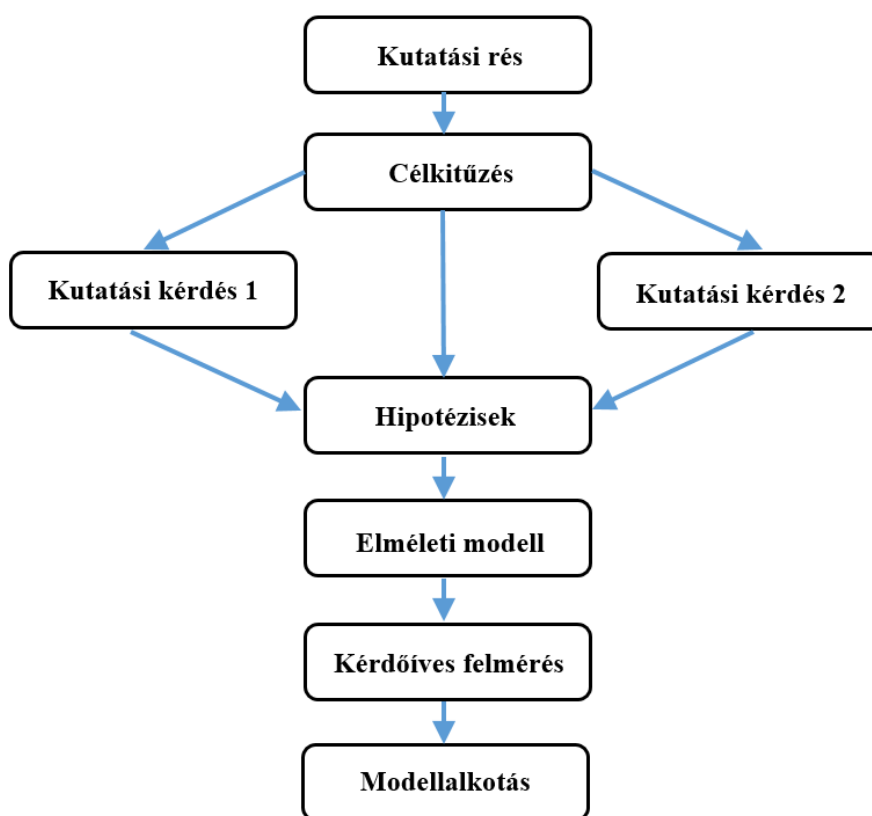 Kutatási rés
Célkitűzés
Kutatási kérdés 1
Kutatási kérdés 2
Hipotézisek
Elméleti modell
Kérdőíves felmérés
Modellalkotás